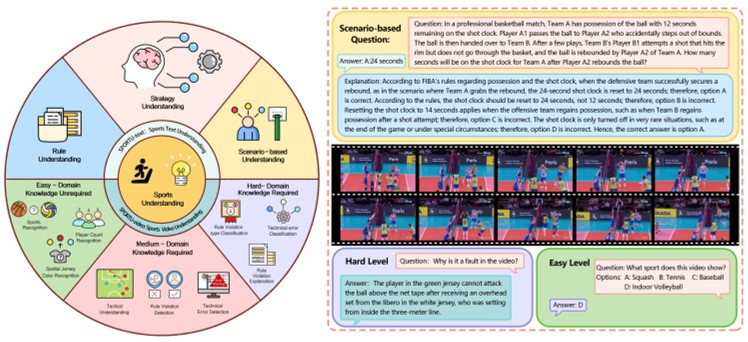 Strategy
Understanding
Rule
Understanding
Scenario-based
Understanding
SPORTU-text: Sports Text Understanding
Sports
Understanding
SPORTU-video: Sports Video Understanding
Easy – Domain
Knowledge Unrequired
Sports
Recognition
Player Count
Recognition
Spatial Jersey
Color Recognition
Hard– Domain
Knowledge Required
Rule Violation
type Classification
Technical error
Classification
Rule
Violation
Explanation
Medium – Domain
Knowledge Required
Tactical Understanding
Rule Violation
Detection
Technical
Error Detection
Scenario-based
Question:
Question: In a professional basketball match, Team A has possession of the ball with 12 seconds
remaining on the shot clock. Player A1 passes the ball to Player A2 who accidentally steps out of
bounds. The ball is then handed over to Team B. After a few plays, Team B's Player B1 attempts a shot that hits the
rim but does not go through the basket, and the ball is rebounded by Player A2 of Team A. How many
seconds will be on the shot clock for Team A after Player A2 rebounds the ball?
Answer: A:24 seconds
Explanation: According to FIBA's rules regarding possession and the shot clock, when the defensive team successfully secures a
rebound, as in the scenario where Team A grabs the rebound, the 24-second shot clock is reset to 24 seconds; therefore, option A
is correct. According to the rules, the shot clock should be reset to 24 seconds, not 12 seconds; therefore, option B is incorrect.
Resetting the shot clock to 14 seconds applies when the offensive team regains possession, such as when Team B regains
possession after a shot attempt; therefore, option C is incorrect. The shot clock is only turned off in very rare situations, such as at
the end of the game or under special circumstances; therefore, option D is incorrect. Hence, the correct answer is option A.
Paris
Hard Level
Question: Why is it a fault in the video?
Answer: The player in the green jersey cannot attack
the ball above the net tape after receiving an overhead
set from the libero in the white jersey, who was setting
from inside the three-meter line.
Easy Level
Question: What sport does this video show?
Options: A: Squash B: Tennis C: Baseball
D: Indoor Volleyball
Answer: D